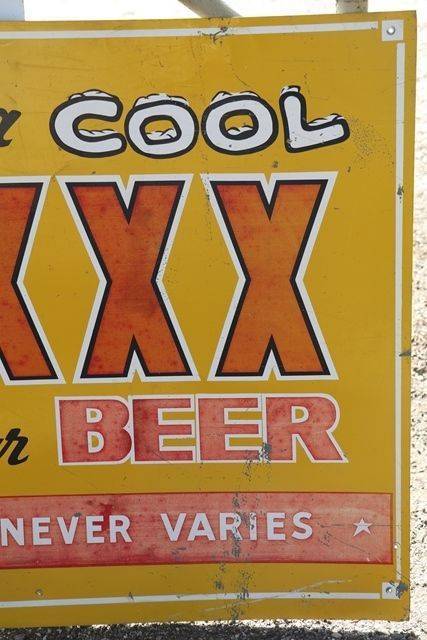 a COOL
XXX
BEER
NEVER VARIES